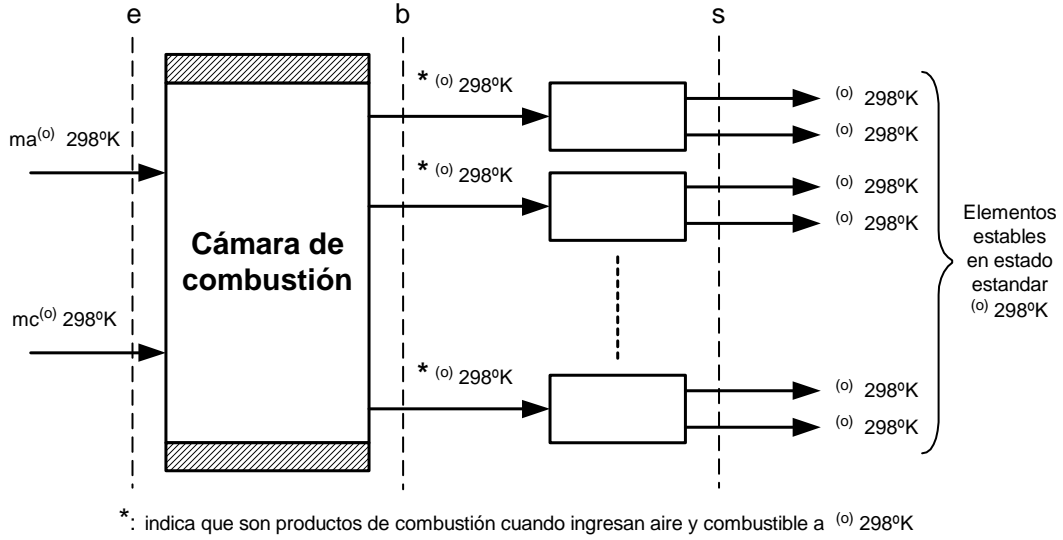 e
b
s
* (o) 298ºK
(o) 298ºK
(o) 298ºK
ma(o) 298ºK
* (o) 298ºK
(o) 298ºK
(o) 298ºK
Cámara de
combustión
Elementos
estables
en estado
estandar
(o) 298ºK
mc(o) 298ºK
* (o) 298ºK
(o) 298ºK
(o) 298ºK
*: indica que son productos de combustión cuando ingresan aire y combustible a (o) 298ºK